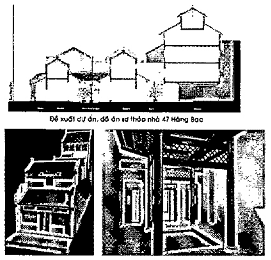 Đề xuất dự án, đồ án sơ thảo nhà 47 Hàng Bạc